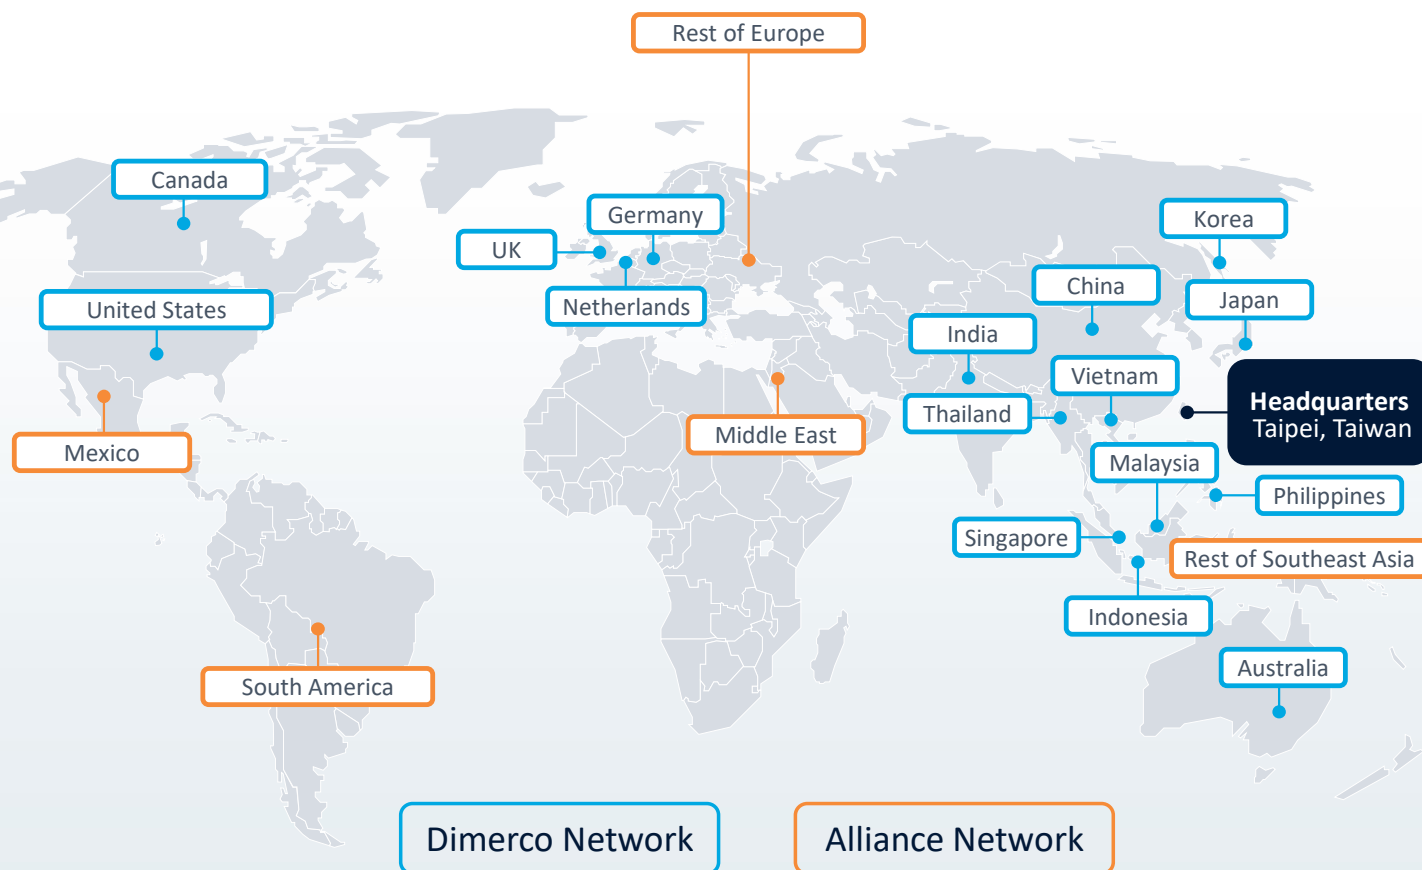 Rest of Europe
Canada
Germany
Korea
UK
China
Netherlands
Japan
United States
India
Vietnam
Thailand
Headquarters
Taipei, Taiwan
Middle East
Mexico
Malaysia
Philippines
Singapore
Rest of Southeast Asia
Indonesia
Australia
South America
Dimerco Network
Alliance Network